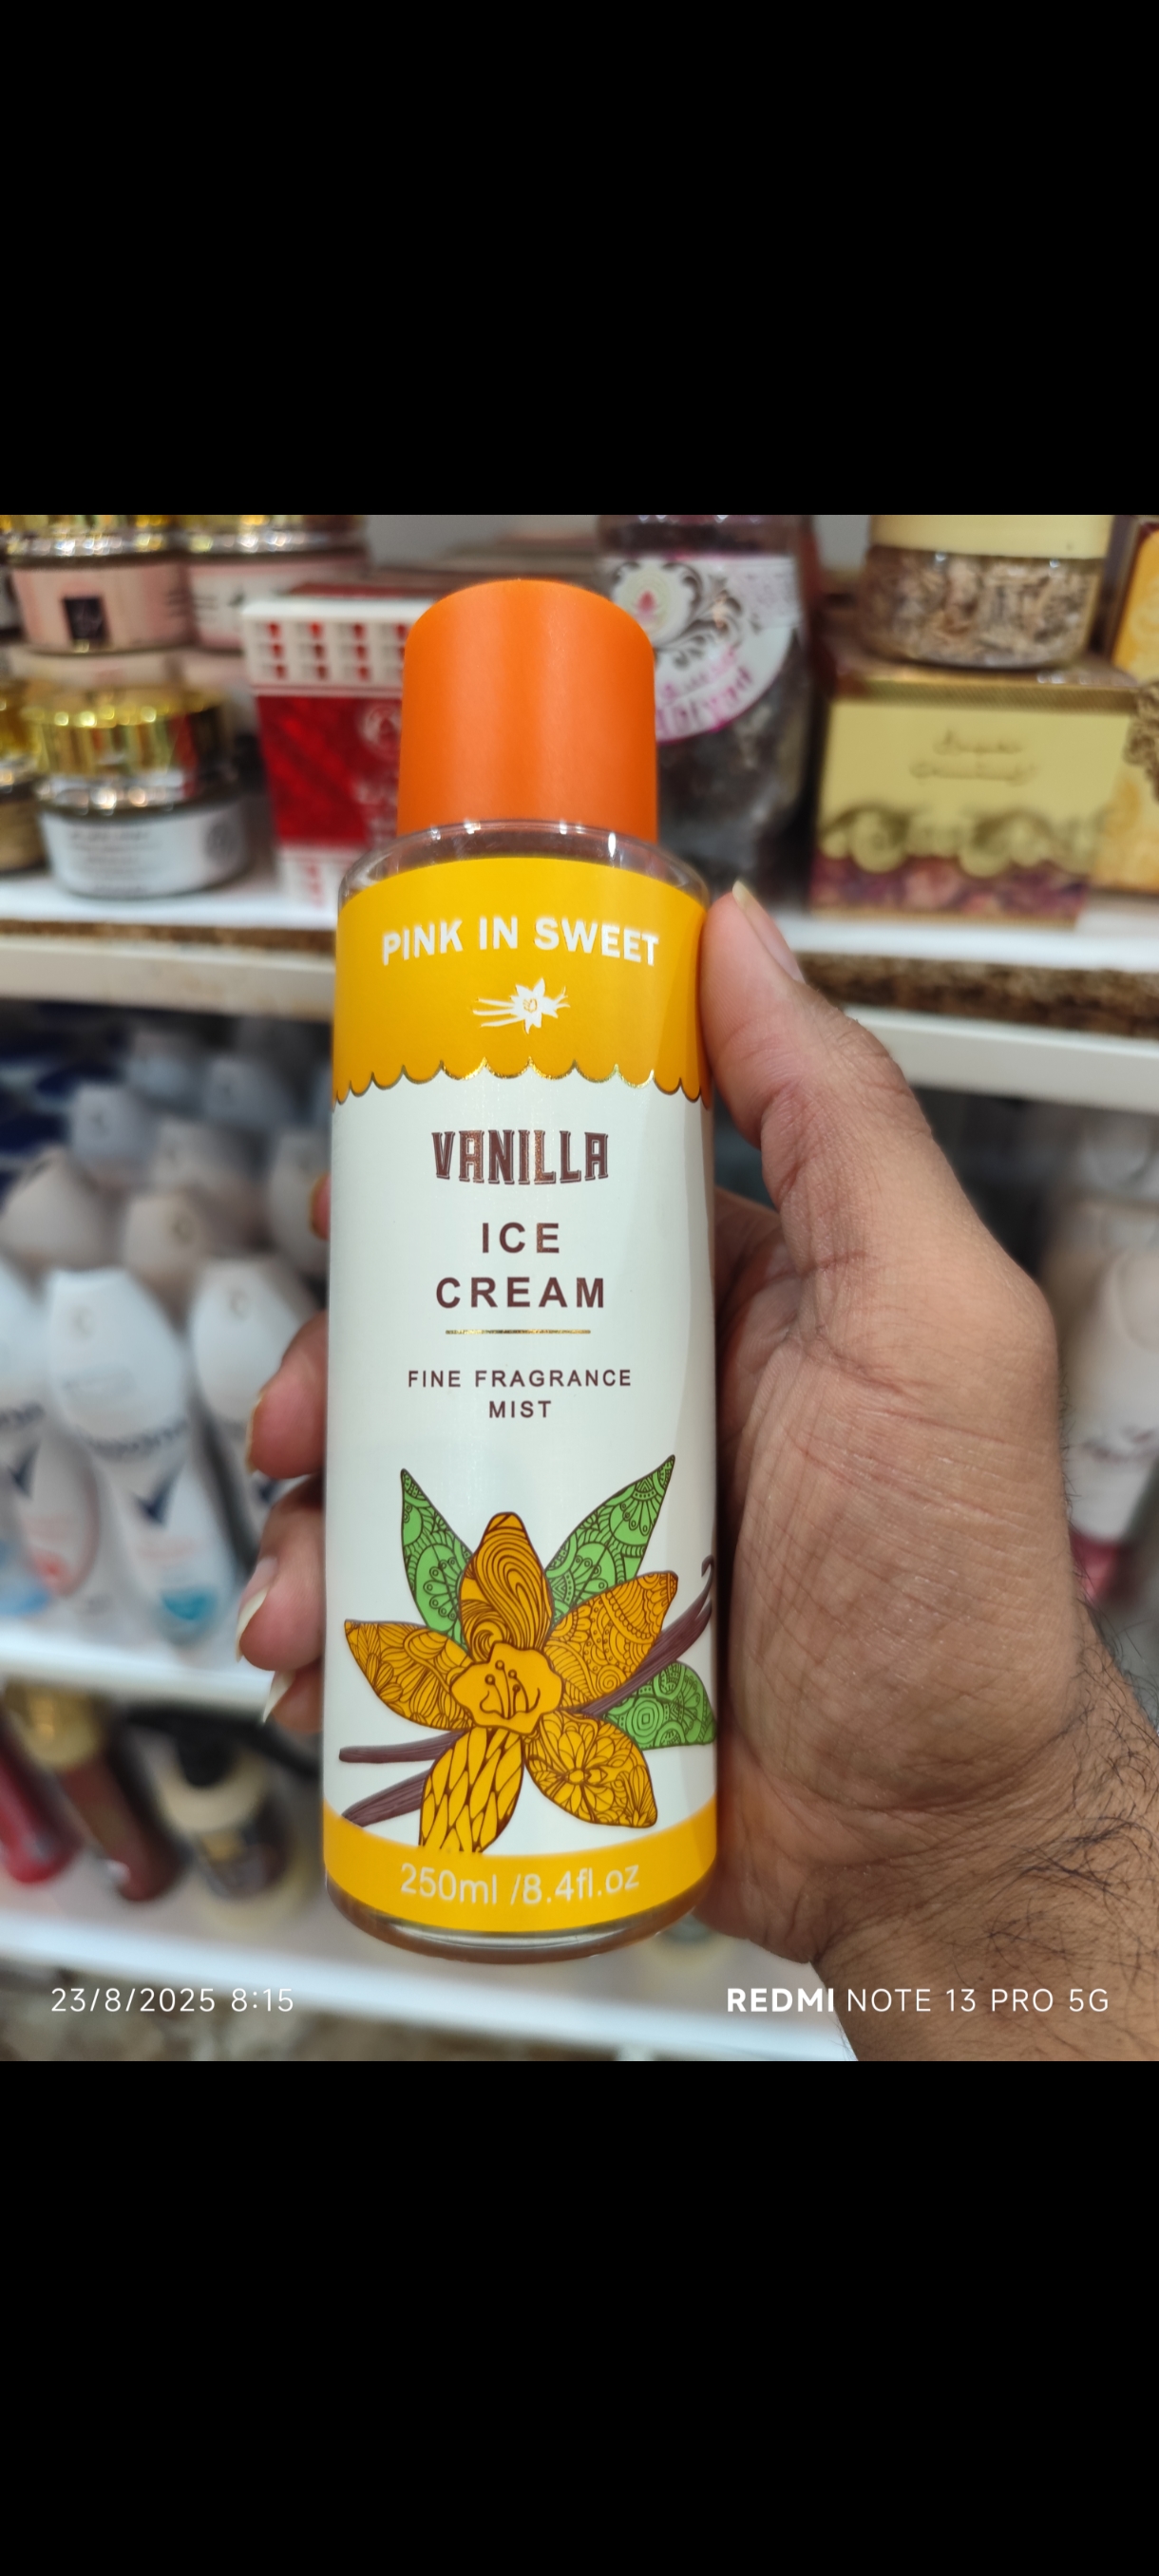 PINK IN SWEET
VANILLA
ICE
CREAM
FINE FRAGRANCE
MIST
250ml /8.4fl.oz
23/8/2025 8:15
REDMI NOTE 13 PRO 5G